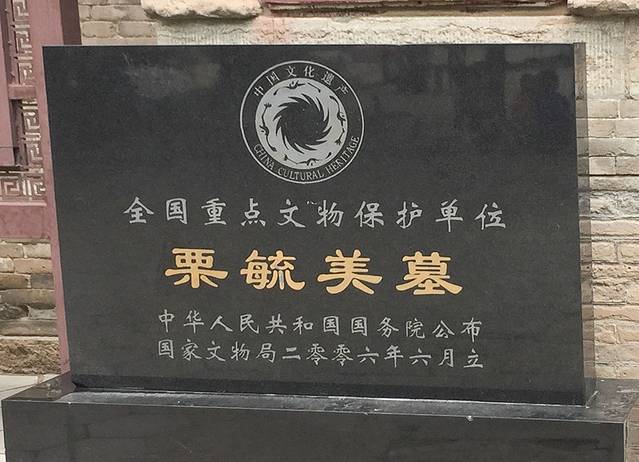 中国文化遗产
CHINA CULTURAL HERITAGE
全国重点文物保护单位
栗毓美墓
中华人民共和国国务院公布
国家文物局二零零六年六月立